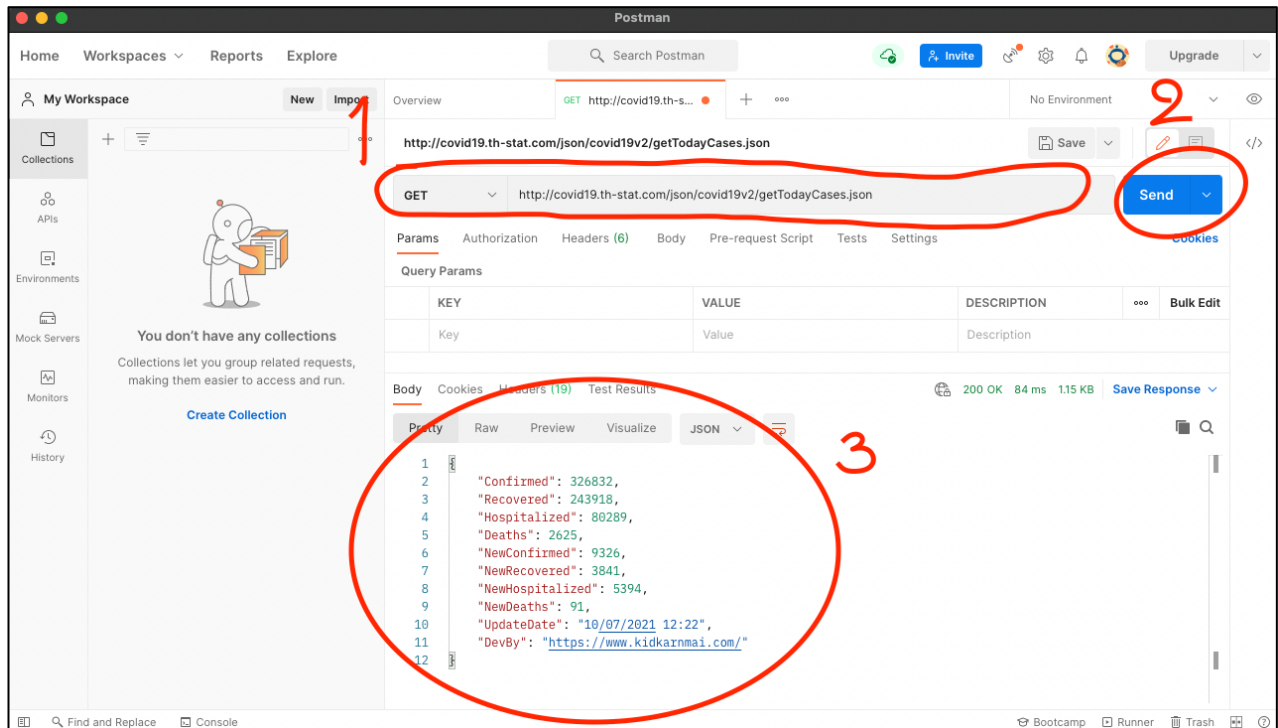 Postman
Home Workspaces Reports Explore Search Postman Invite Upgrade
My Workspace New Import Overview GET http://covid19.th-s... No Environment
1
2
Collections
http://covid19.th-stat.com/json/covid19v2/getTodayCases.json Save
GET http://covid19.th-stat.com/json/covid19v2/getTodayCases.json Send
APIs
Params Authorization Headers (6) Body Pre-request Script Tests Settings Cookies
Query Params
Environments
KEY VALUE DESCRIPTION Bulk Edit
Key Value Description
Mock Servers
You don't have any collections
Collections let you group related requests,
making them easier to access and run.
Create Collection
Monitors
History
Body Cookies Headers (19) Test Results 200 OK 84 ms 1.15 KB Save Response
Pretty Raw Preview Visualize JSON
3
1 {
2 "Confirmed": 326832,
3 "Recovered": 243918,
4 "Hospitalized": 80289,
5 "Deaths": 2625,
6 "NewConfirmed": 9326,
7 "NewRecovered": 3841,
8 "NewHospitalized": 5394,
9 "NewDeaths": 91,
10 "UpdateDate": "10/07/2021 12:22",
11 "DevBy": "https://www.kidkarnmai.com/"
12 }
Find and Replace Console Bootcamp Runner Trash